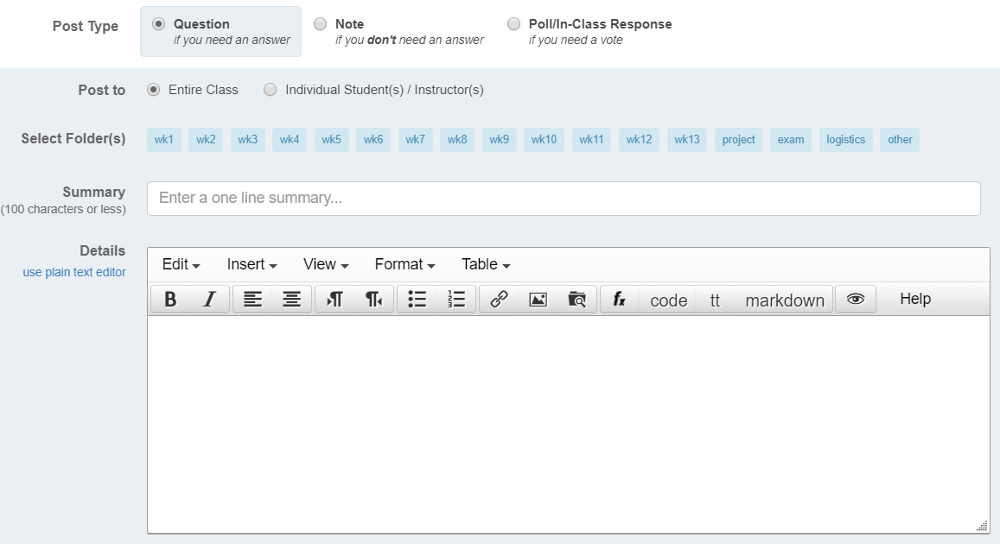 Post Type Question Note Poll/In-Class Response
if you need an answer if you don't need an answer if you need a vote
Post to Entire Class Individual Student(s) / Instructor(s)
Select Folder(s) wk1 wk2 wk3 wk4 wk5 wk6 wk7 wk8 wk9 wk10 wk11 wk12 wk13 project exam logistics other
Summary
(100 characters or less)
Enter a one line summary...
Details
use plain text editor
Edit Insert View Format Table
B I fx code tt markdown Help